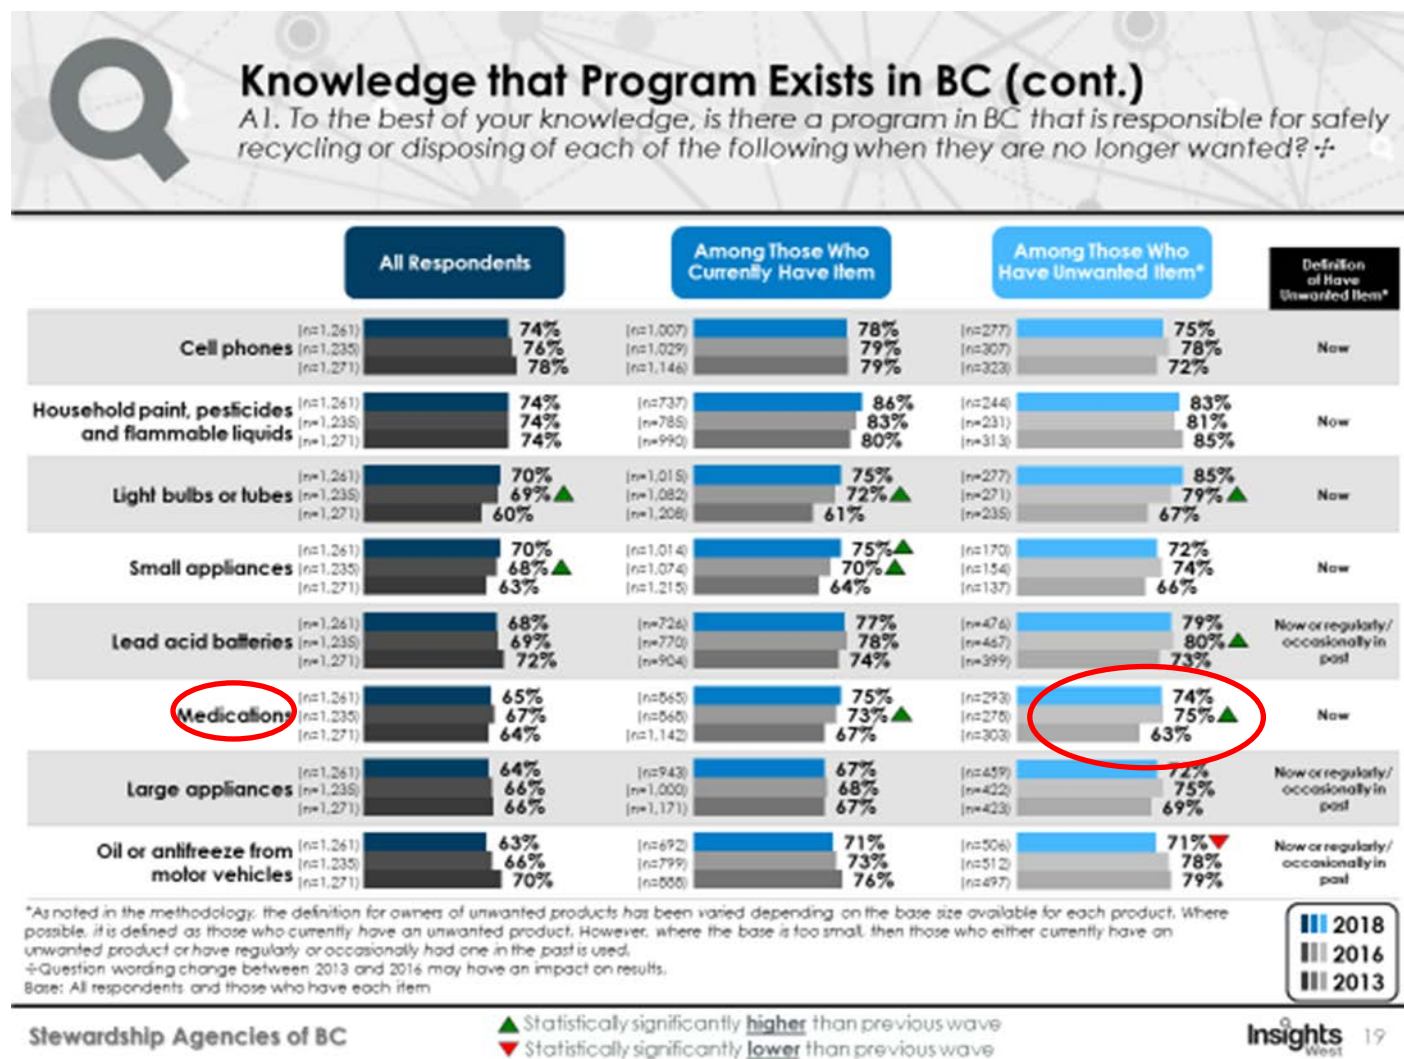 Knowledge that Program Exists in BC (cont.)
A1. To the best of your knowledge, is there a program in BC that is responsible for safely
recycling or disposing of each of the following when they are no longer wanted? ÷
All Respondents
Among Those Who
Currently Have Item
Among Those Who
Have Unwanted Item*
Definition
of Have
Unwanted Item*
Cell phones
(n=1,261) 74% (n=1,007) 78% (n=277) 75%
(n=1,235) 76% (n=1,029) 79% (n=307) 78% Now
(n=1,271) 78% (n=1,146) 79% (n=323) 72%
Household paint, pesticides
and flammable liquids
(n=1,261) 74% (n=737) 86% (n=244) 83%
(n=1,235) 74% (n=785) 83% (n=231) 81% Now
(n=1,271) 74% (n=990) 80% (n=313) 85%
Light bulbs or tubes
(n=1,261) 70% (n=1,015) 75% (n=277) 85%
(n=1,235) 69% (n=1,082) 72% (n=271) 79% Now
(n=1,271) 60% (n=1,208) 61% (n=235) 67%
Small appliances
(n=1,261) 70% (n=1,014) 75% (n=170) 72%
(n=1,235) 68% (n=1,074) 70% (n=154) 74% Now
(n=1,271) 63% (n=1,215) 64% (n=137) 66%
Lead acid batteries
(n=1,261) 68% (n=726) 77% (n=476) 79% Now or regularly/
(n=1,235) 69% (n=770) 78% (n=467) 80% occasionally in
(n=1,271) 72% (n=904) 74% (n=399) 73% past
Medications
(n=1,261) 65% (n=865) 75% (n=293) 74%
(n=1,235) 67% (n=868) 73% (n=278) 75% Now
(n=1,271) 64% (n=1,142) 67% (n=303) 63%
Large appliances
(n=1,261) 64% (n=943) 67% (n=459) 72% Now or regularly/
(n=1,235) 66% (n=1,000) 68% (n=422) 75% occasionally in
(n=1,271) 66% (n=1,171) 67% (n=423) 69% past
Oil or antifreeze from
motor vehicles
(n=1,261) 63% (n=692) 71% (n=506) 71% Now or regularly/
(n=1,235) 66% (n=799) 73% (n=512) 78% occasionally in
(n=1,271) 70% (n=888) 76% (n=497) 79% past
*As noted in the methodology, the definition for owners of unwanted products has been varied depending on the base size available for each product. Where
possible, it is defined as those who currently have an unwanted product. However, where the base is too small, then those who either currently have an
unwanted product or have regularly or occasionally had one in the past is used.
÷Question wording change between 2013 and 2016 may have an impact on results.
Base: All respondents and those who have each item
2018
2016
2013
Stewardship Agencies of BC
Statistically significantly higher than previous wave
Statistically significantly lower than previous wave
Insights
West
19